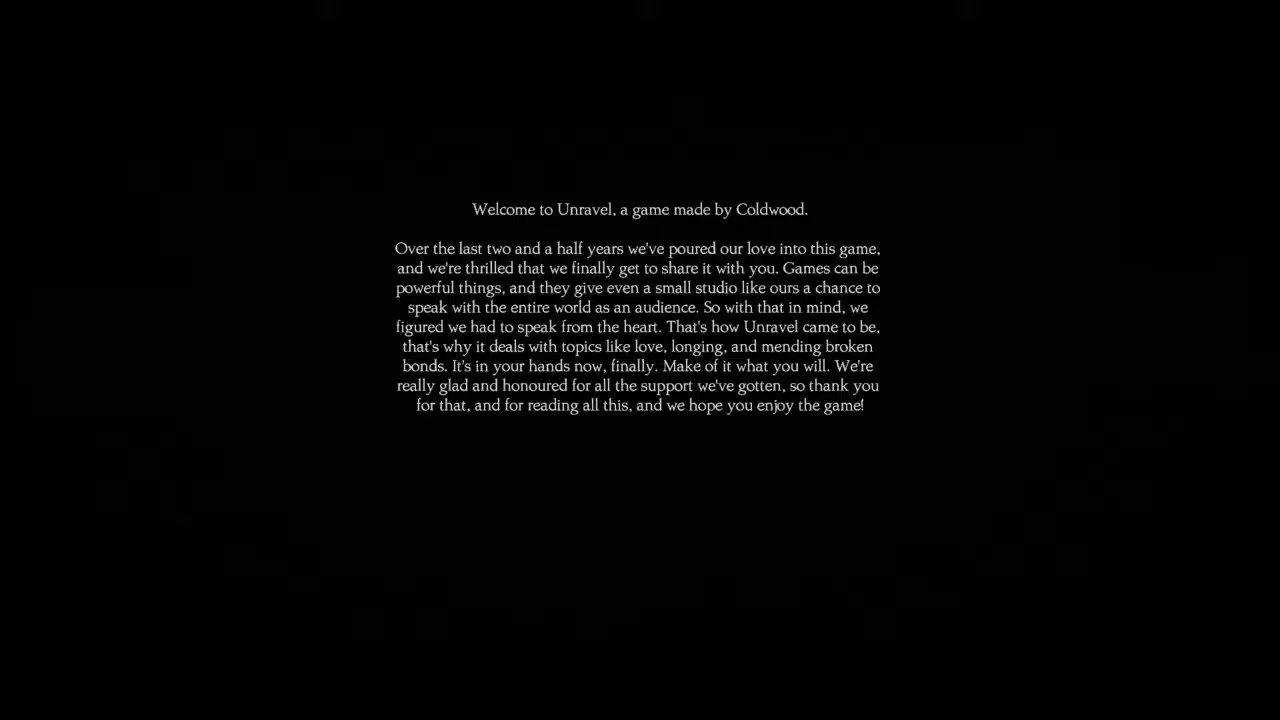 Welcome to Unravel, a game made by Coldwood.
Over the last two and a half years we've poured our love into this game,
and we're thrilled that we finally get to share it with you. Games can be
powerful things, and they give even a small studio like ours a chance to
speak with the entire world as an audience. So with that in mind, we
figured we had to speak from the heart. That's how Unravel came to be,
that's why it deals with topics like love, longing, and mending broken
bonds. It's in your hands now, finally. Make of it what you will. We're
really glad and honoured for all the support we've gotten, so thank you
for that, and for reading all this, and we hope you enjoy the game!